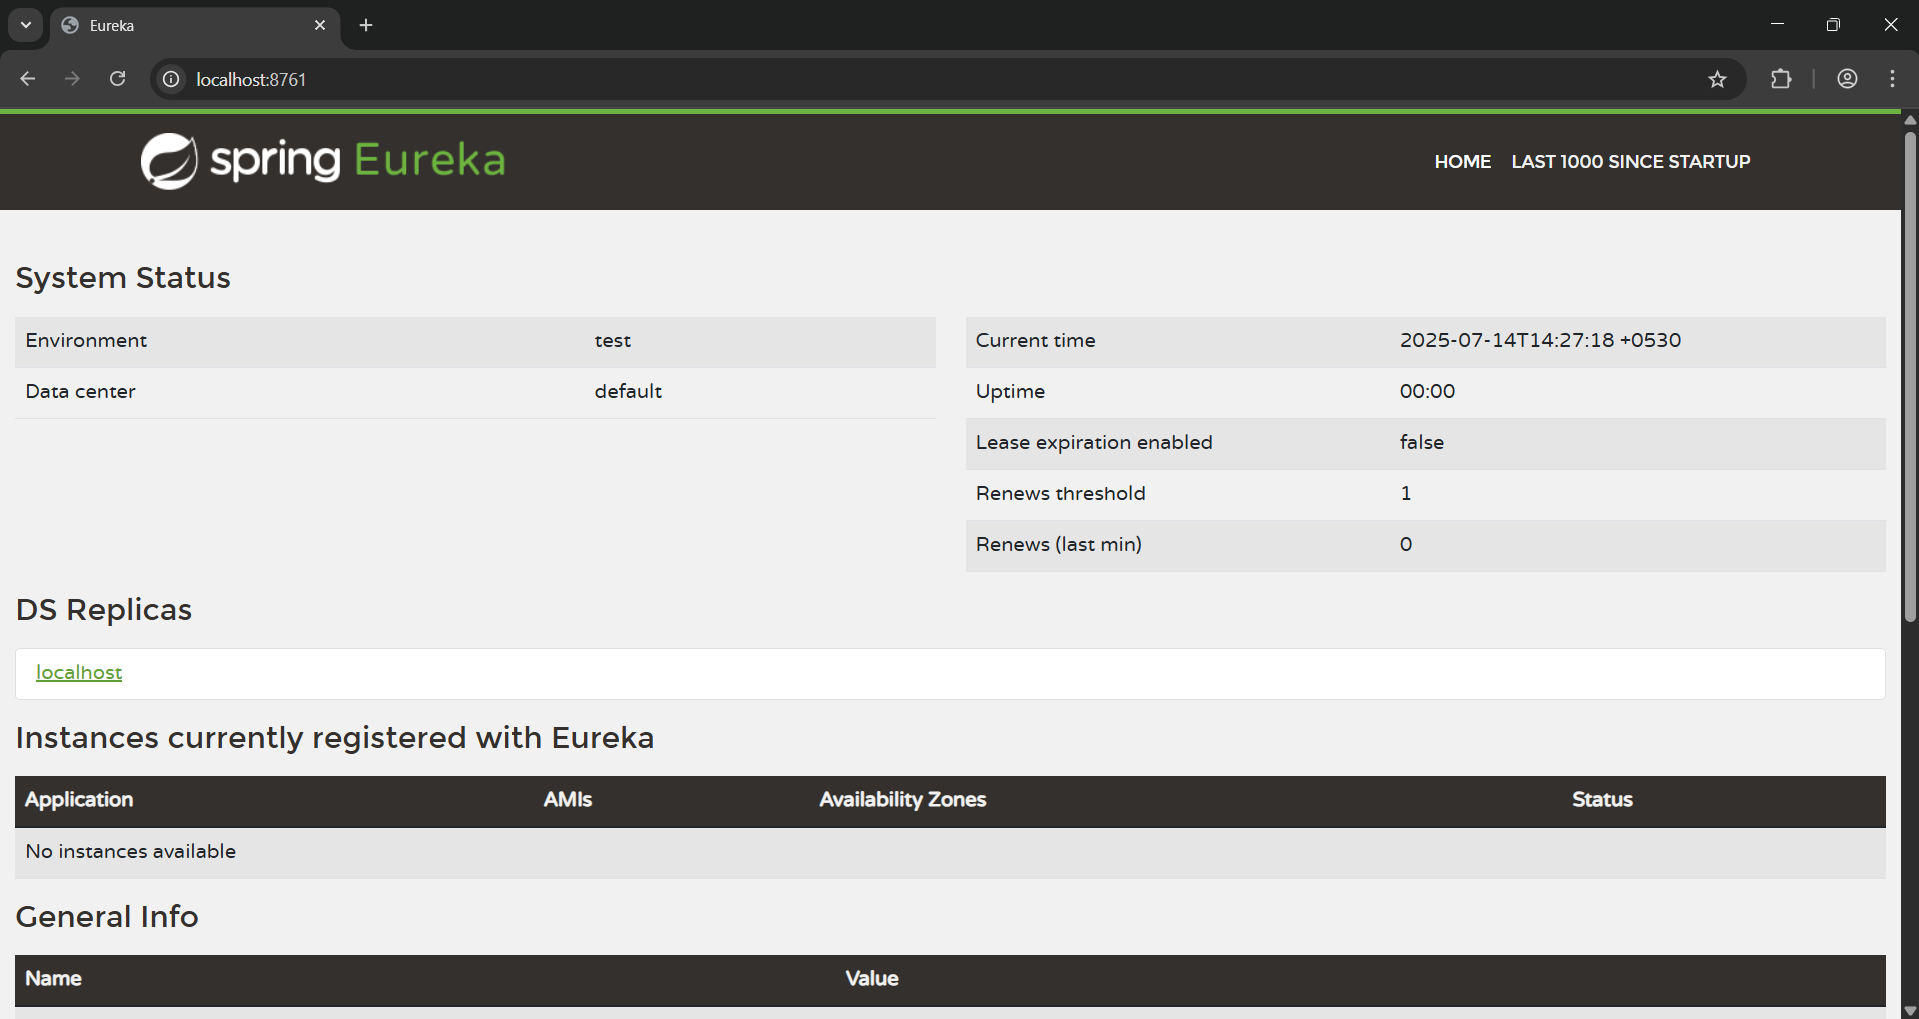 Eureka
localhost:8761
spring Eureka
HOME LAST 1000 SINCE STARTUP
System Status
Environment test
Data center default
Current time 2025-07-14T14:27:18 +0530
Uptime 00:00
Lease expiration enabled false
Renews threshold 1
Renews (last min) 0
DS Replicas
localhost
Instances currently registered with Eureka
Application AMIs Availability Zones Status
No instances available
General Info
Name Value